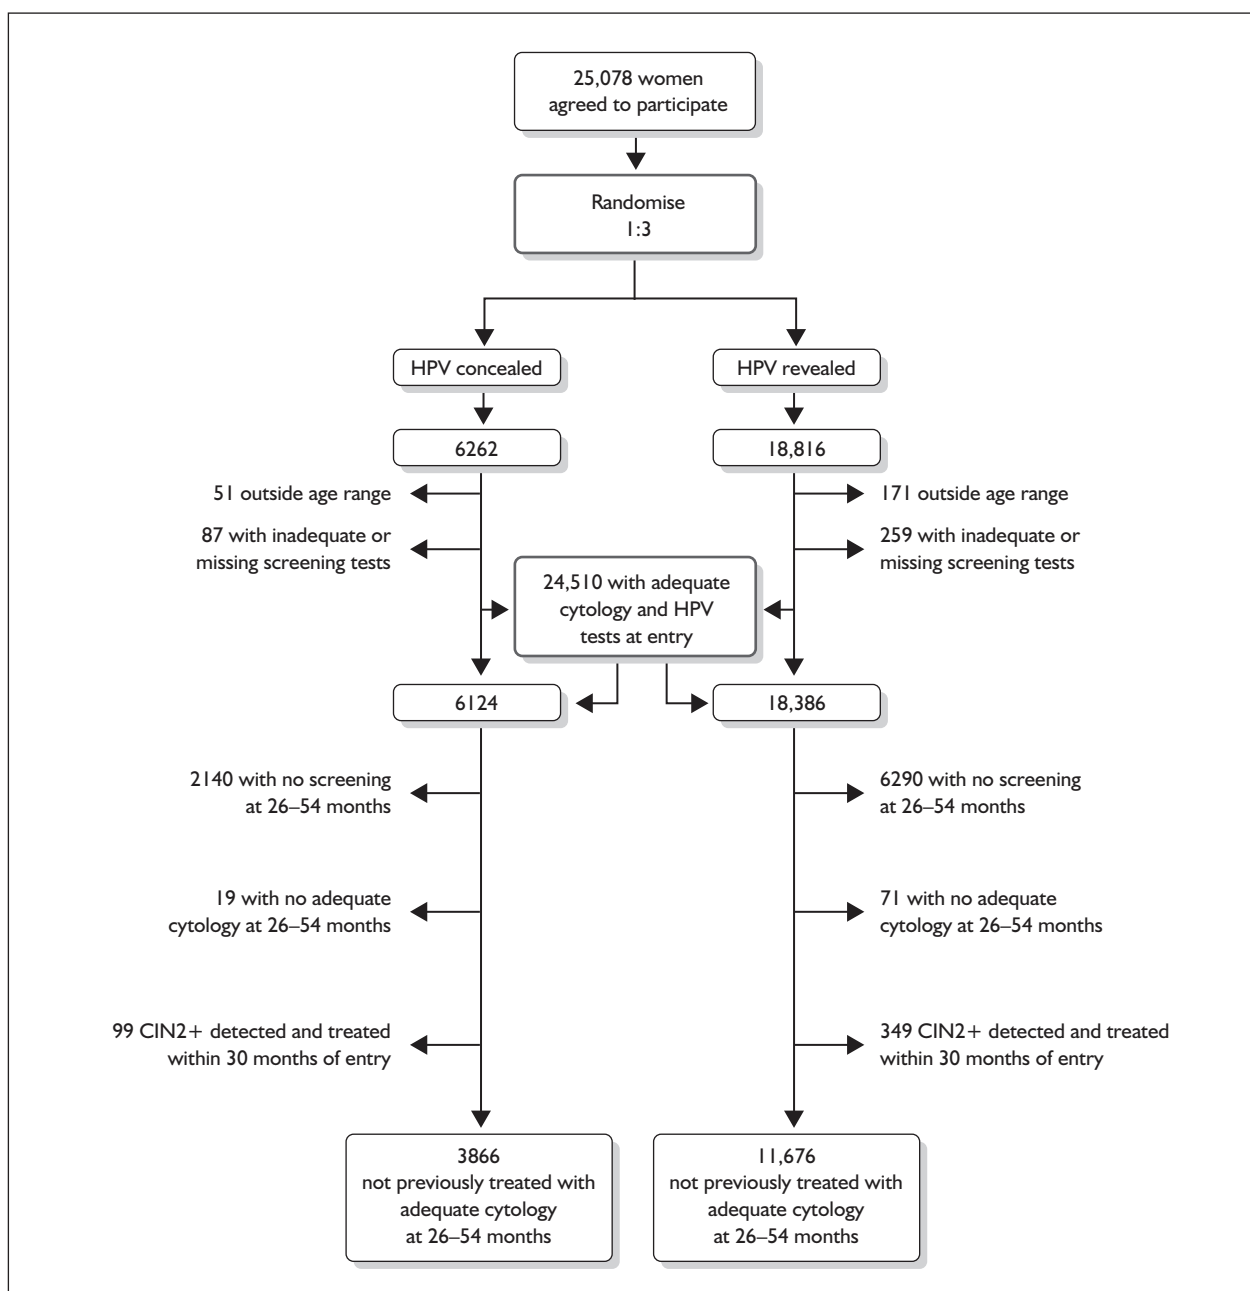 25,078 women
agreed to participate
Randomise
1:3
HPV concealed
HPV revealed
6262
18,816
51 outside age range
171 outside age range
87 with inadequate or
missing screening tests
259 with inadequate or
missing screening tests
24,510 with adequate
cytology and HPV
tests at entry
6124
18,386
2140 with no screening
at 26–54 months
6290 with no screening
at 26–54 months
19 with no adequate
cytology at 26–54 months
71 with no adequate
cytology at 26–54 months
99 CIN2+ detected and treated
within 30 months of entry
349 CIN2+ detected and treated
within 30 months of entry
3866
not previously treated with
adequate cytology
at 26–54 months
11,676
not previously treated with
adequate cytology
at 26–54 months